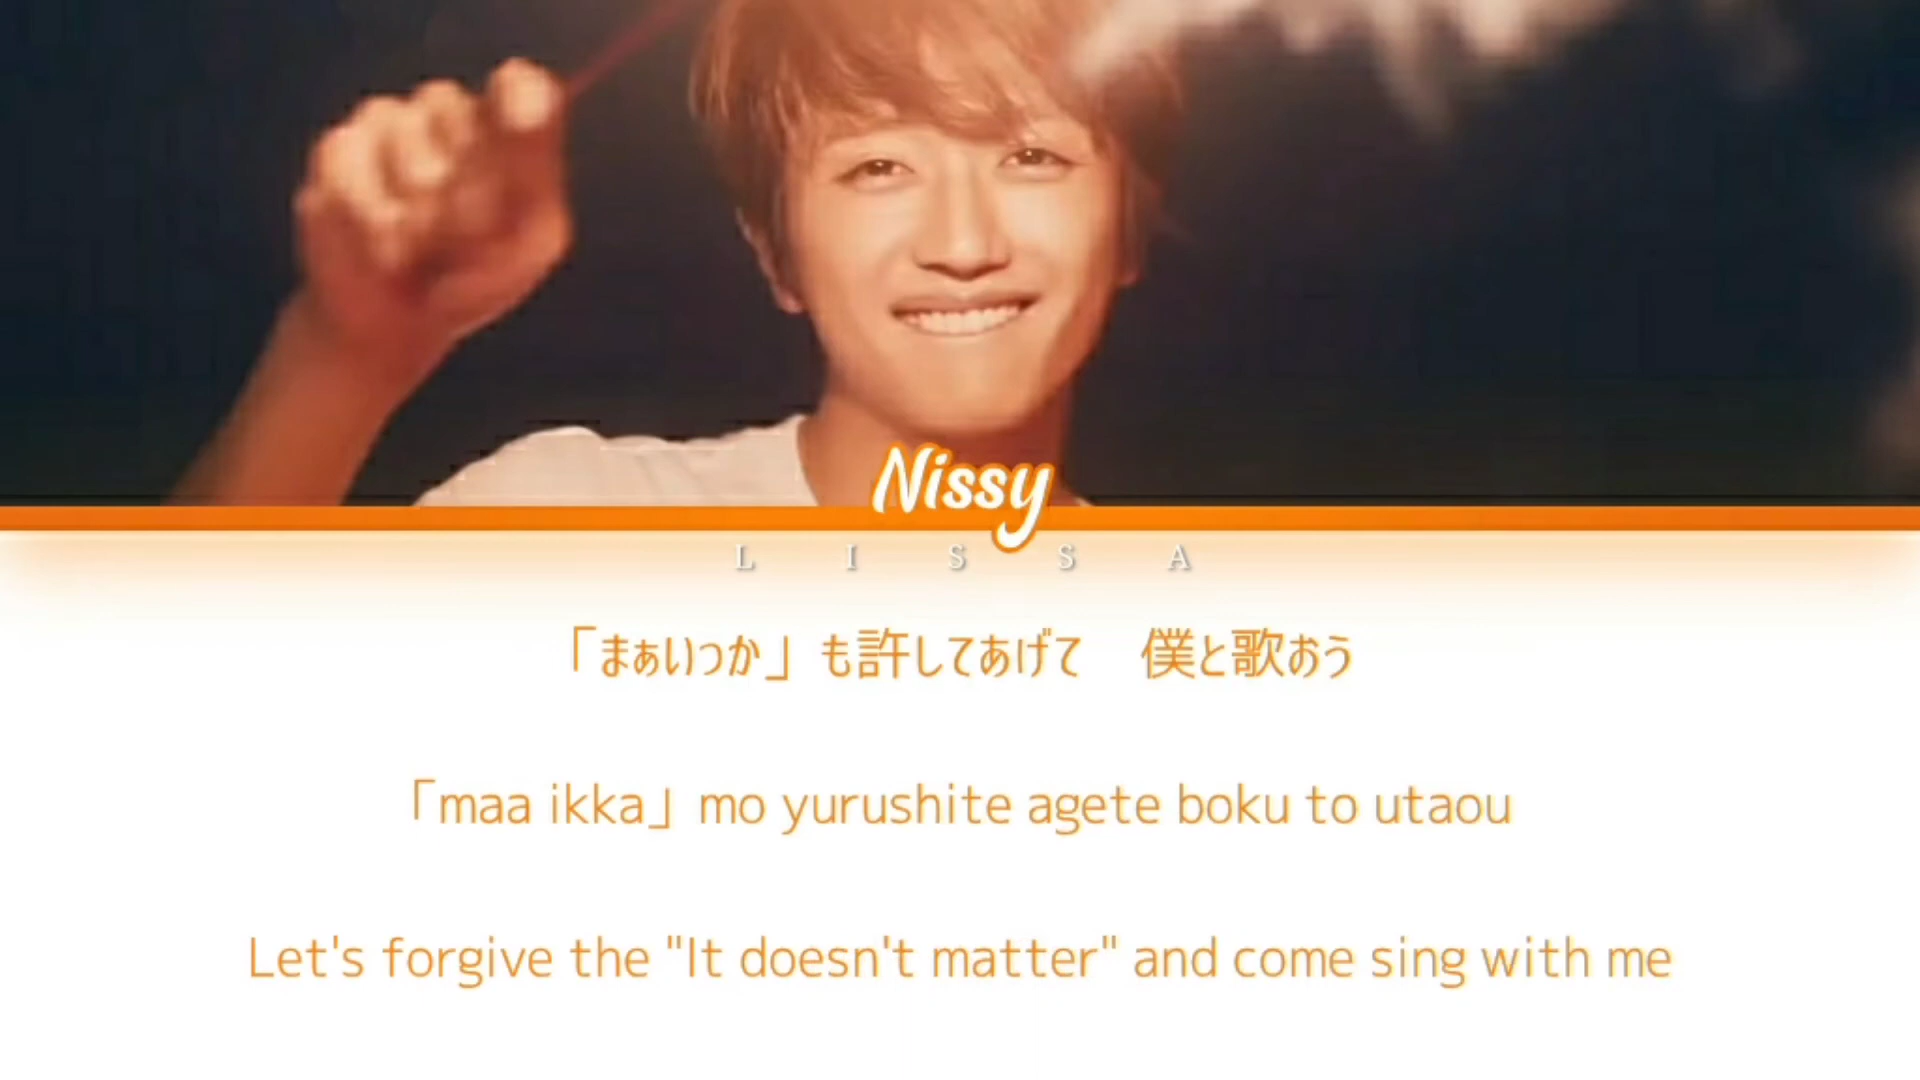 Nissy
LISSA
「まぁいっか」も許してあげて　僕と歌おう
「maa ikka」mo yurushite agete boku to utaou
Let's forgive the "It doesn't matter" and come sing with me